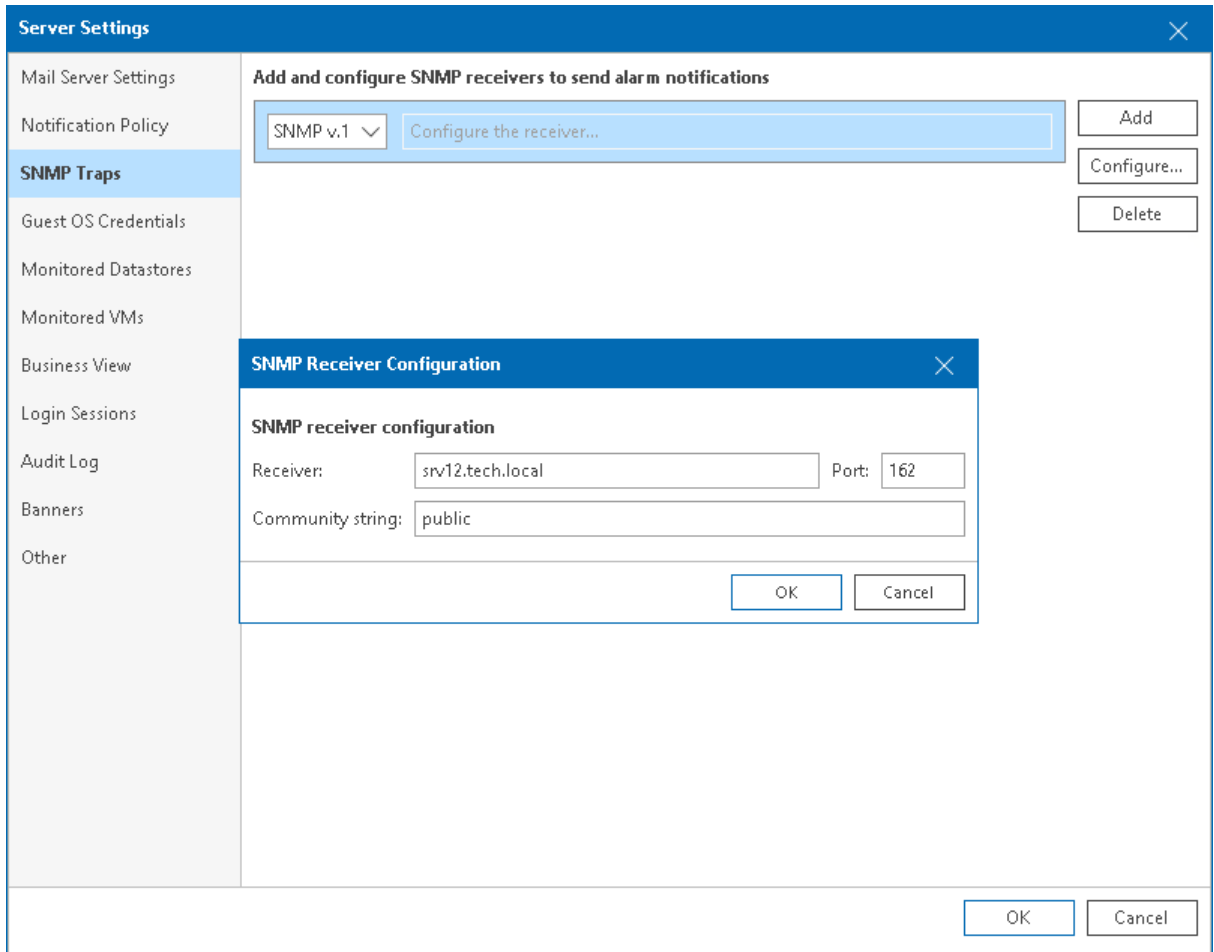 Server Settings
Mail Server Settings
Notification Policy
SNMP Traps
Guest OS Credentials
Monitored Datastores
Monitored VMs
Business View
Login Sessions
Audit Log
Banners
Other
Add and configure SNMP receivers to send alarm notifications
SNMP v.1 Configure the receiver...
Add
Configure...
Delete
SNMP Receiver Configuration
SNMP receiver configuration
Receiver: srv12.tech.local Port: 162
Community string: public
OK Cancel
OK Cancel